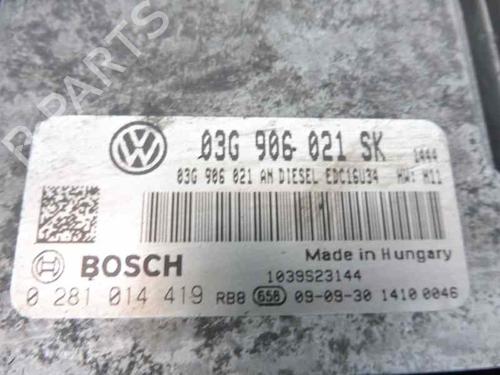 B PARTS
03G 906 021 SK 1444
03G 906 021 AN DIESEL EDC16U34 HW: H11
BOSCH
Made in Hungary
1039S23144
0 281 014 419 RB8 658 09-09-30 1410 0046